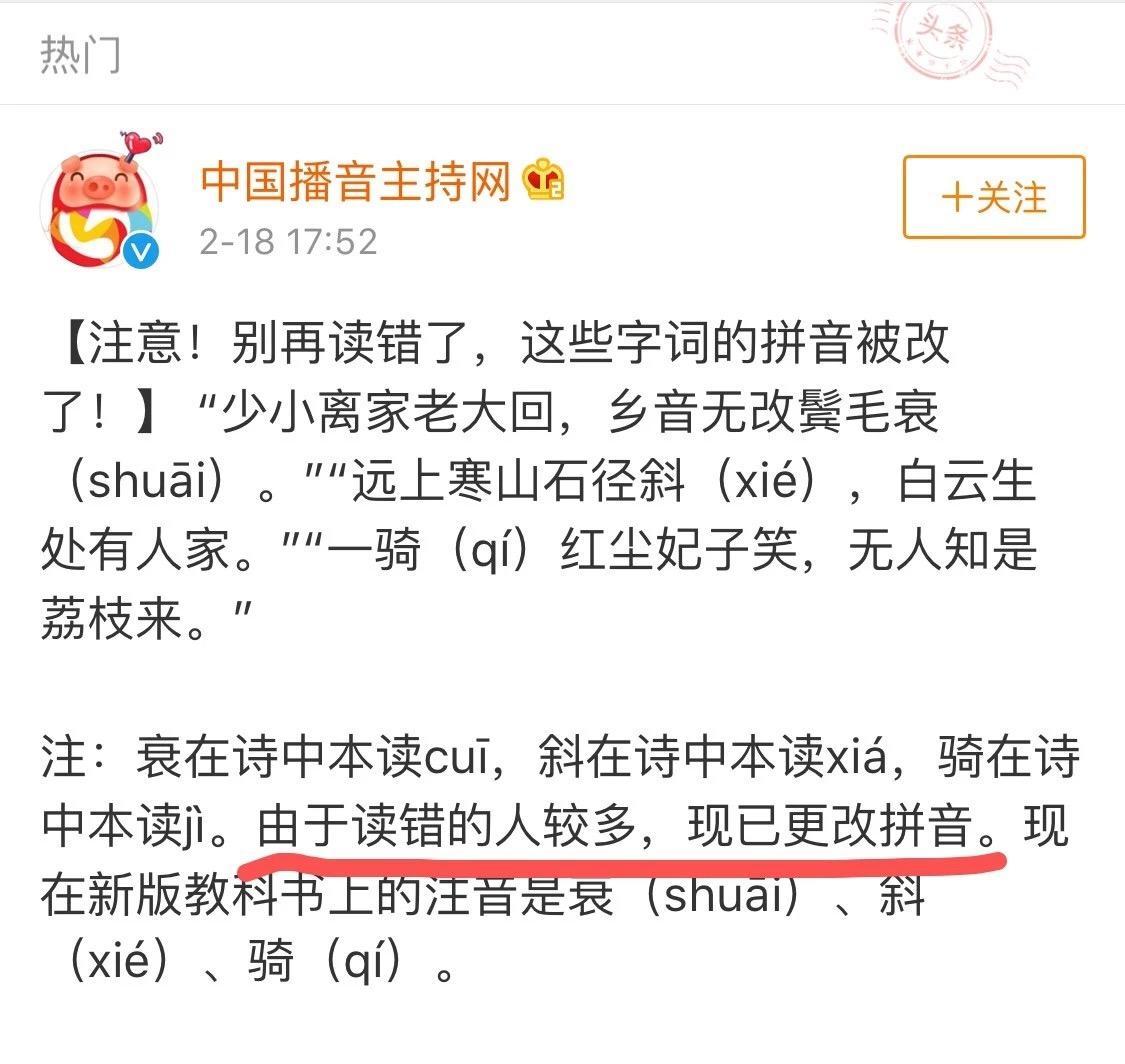 头条
热门
中国播音主持网
2-18 17:52
+关注
【注意！别再读错了，这些字词的拼音被改
了！】“少小离家老大回，乡音无改鬓毛衰
（shuāi）。”“远上寒山石径斜（xié），白云生
处有人家。”“一骑（qí）红尘妃子笑，无人知是
荔枝来。”
注：衰在诗中本读cuī，斜在诗中本读xiá，骑在诗
中本读jì。由于读错的人较多，现已更改拼音。现
在新版教科书上的注音是衰（shuāi）、斜
（xié）、骑（qí）。